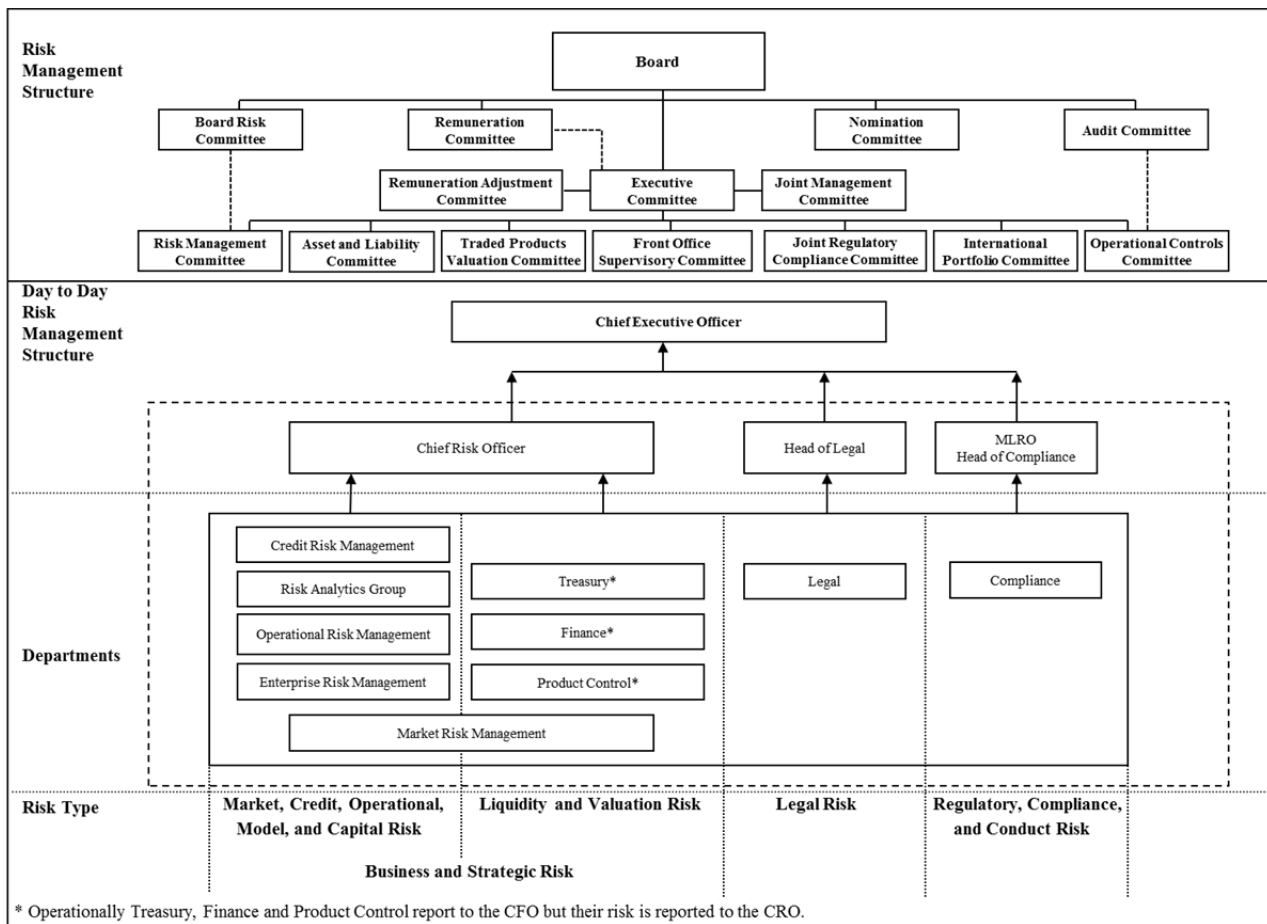 Risk
Management
Structure
Board
Board Risk
Committee
Remuneration
Committee
Nomination
Committee
Audit Committee
Remuneration Adjustment
Committee
Executive
Committee
Joint Management
Committee
Risk Management
Committee
Asset and Liability
Committee
Traded Products
Valuation Committee
Front Office
Supervisory Committee
Joint Regulatory
Compliance Committee
International
Portfolio Committee
Operational Controls
Committee
Day to Day
Risk
Management
Structure
Chief Executive Officer
Chief Risk Officer
Head of Legal
MLRO
Head of Compliance
Departments
Credit Risk Management
Risk Analytics Group
Operational Risk Management
Enterprise Risk Management
Market Risk Management
Treasury*
Finance*
Product Control*
Legal
Compliance
Risk Type
Market, Credit, Operational,
Model, and Capital Risk
Liquidity and Valuation Risk
Legal Risk
Regulatory, Compliance,
and Conduct Risk
Business and Strategic Risk
* Operationally Treasury, Finance and Product Control report to the CFO but their risk is reported to the CRO.